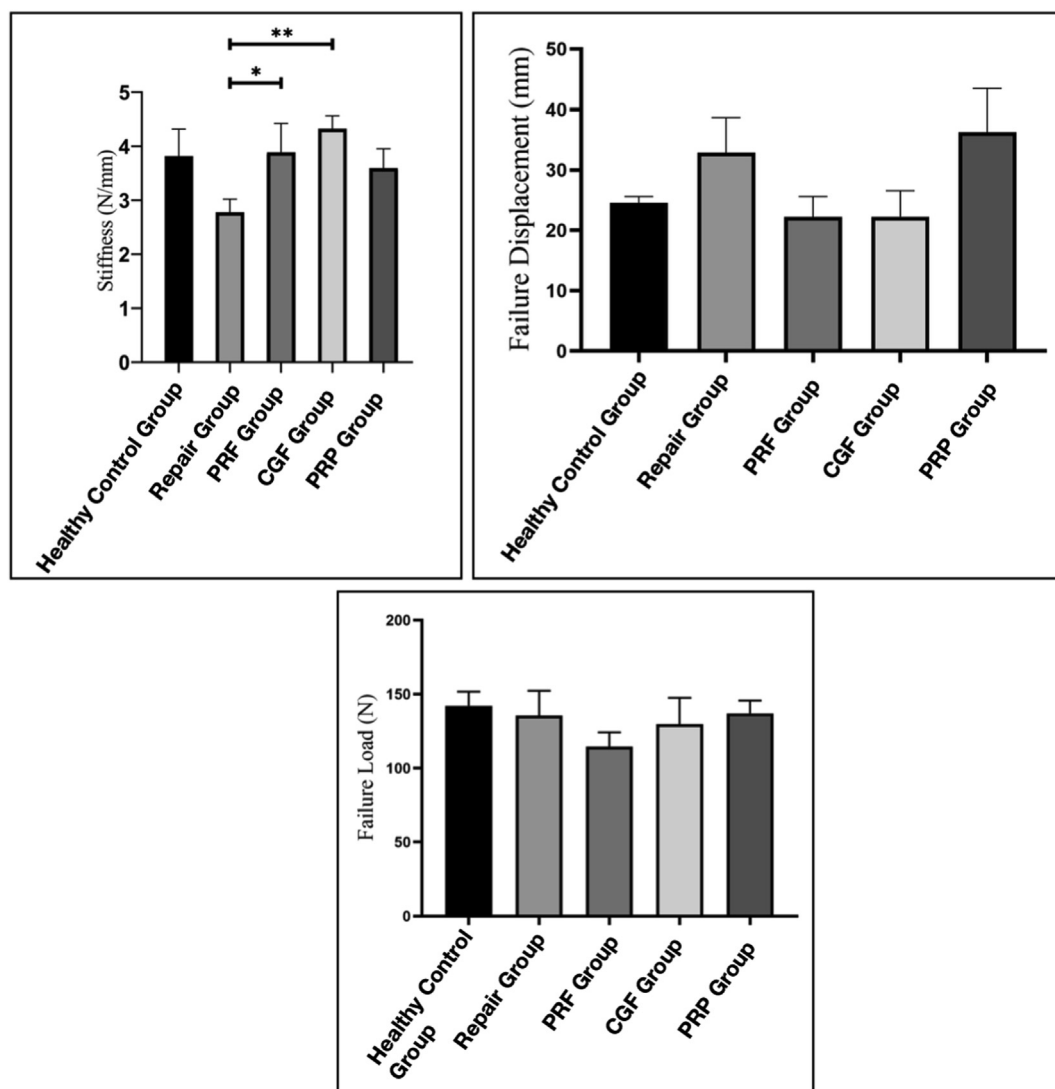 **
*
Stiffness (N/mm)
5
4
3
2
1
0
Healthy Control Group
Repair Group
PRF Group
CGF Group
PRP Group
Failure Displacement (mm)
50
40
30
20
10
0
Healthy Control Group
Repair Group
PRF Group
CGF Group
PRP Group
Failure Load (N)
200
150
100
50
0
Healthy Control
Group
Repair Group
PRF Group
CGF Group
PRP Group